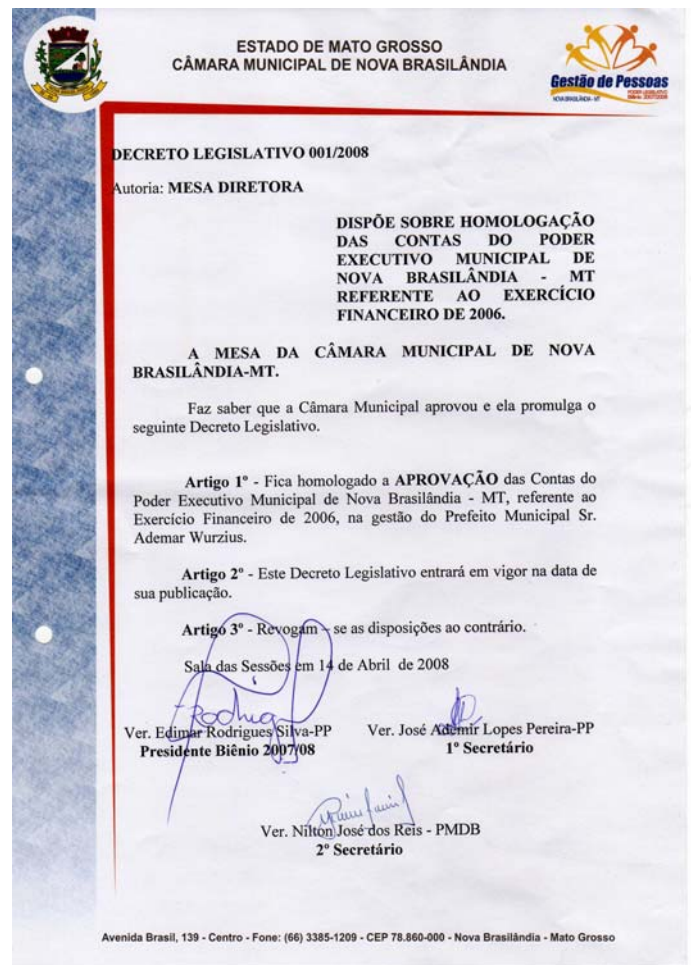 ESTADO DE MATO GROSSO
CÂMARA MUNICIPAL DE NOVA BRASILÂNDIA
Gestão de Pessoas
DECRETO LEGISLATIVO 001/2008
Autoria: MESA DIRETORA
DISPÕE SOBRE HOMOLOGAÇÃO
DAS CONTAS DO PODER
EXECUTIVO MUNICIPAL DE
NOVA BRASILÂNDIA - MT
REFERENTE AO EXERCÍCIO
FINANCEIRO DE 2006.
A MESA DA CÂMARA MUNICIPAL DE NOVA
BRASILÂNDIA-MT.
Faz saber que a Câmara Municipal aprovou e ela promulga o
seguinte Decreto Legislativo.
Artigo 1º - Fica homologado a APROVAÇÃO das Contas do
Poder Executivo Municipal de Nova Brasilândia - MT, referente ao
Exercício Financeiro de 2006, na gestão do Prefeito Municipal Sr.
Ademar Wurzius.
Artigo 2º - Este Decreto Legislativo entrará em vigor na data de
sua publicação.
Artigo 3º - Revogam – se as disposições ao contrário.
Sala das Sessões em 14 de Abril de 2008
Ver. Edimar Rodrigues Silva-PP
Presidente Biênio 2007/08
Ver. José Ademir Lopes Pereira-PP
1º Secretário
Ver. Nilton José dos Reis - PMDB
2º Secretário
Avenida Brasil, 139 - Centro - Fone: (66) 3385-1209 - CEP 78.860-000 - Nova Brasilândia - Mato Grosso